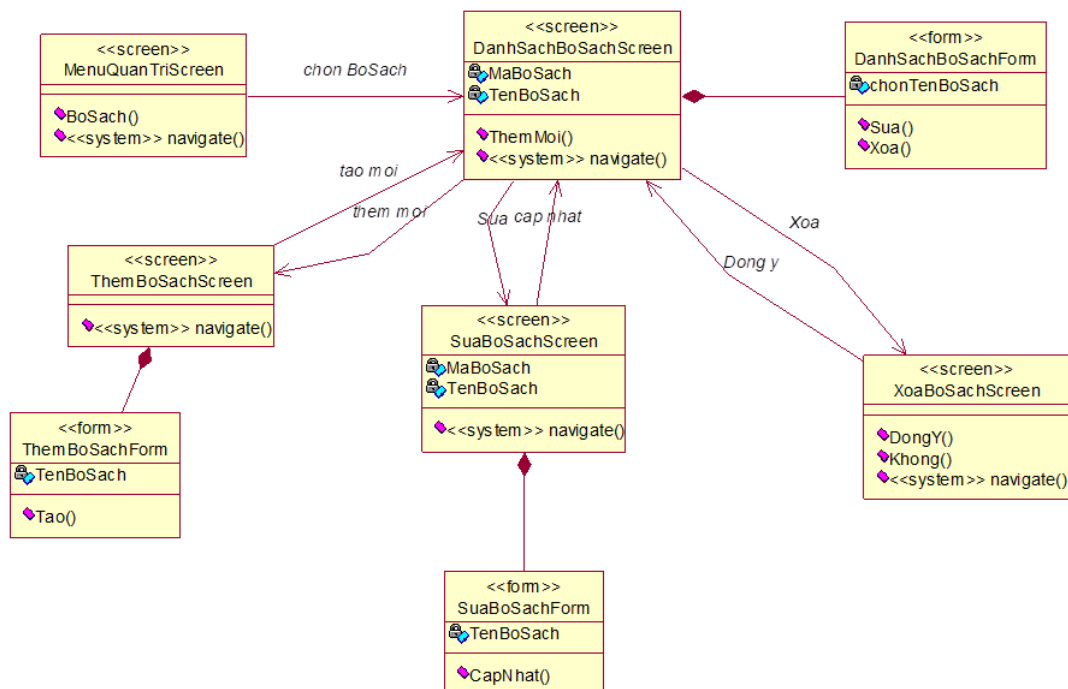 <<screen>>
MenuQuanTriScreen
BoSach()
<<system>> navigate()
chon BoSach
<<screen>>
DanhSachBoSachScreen
MaBoSach
TenBoSach
ThemMoi()
<<system>> navigate()
<<form>>
DanhSachBoSachForm
chonTenBoSach
Sua()
Xoa()
tao moi
them moi
Sua
cap nhat
Xoa
Dong y
<<screen>>
ThemBoSachScreen
<<system>> navigate()
<<screen>>
SuaBoSachScreen
MaBoSach
TenBoSach
<<system>> navigate()
<<screen>>
XoaBoSachScreen
DongY()
Khong()
<<system>> navigate()
<<form>>
ThemBoSachForm
TenBoSach
Tao()
<<form>>
SuaBoSachForm
TenBoSach
CapNhat()